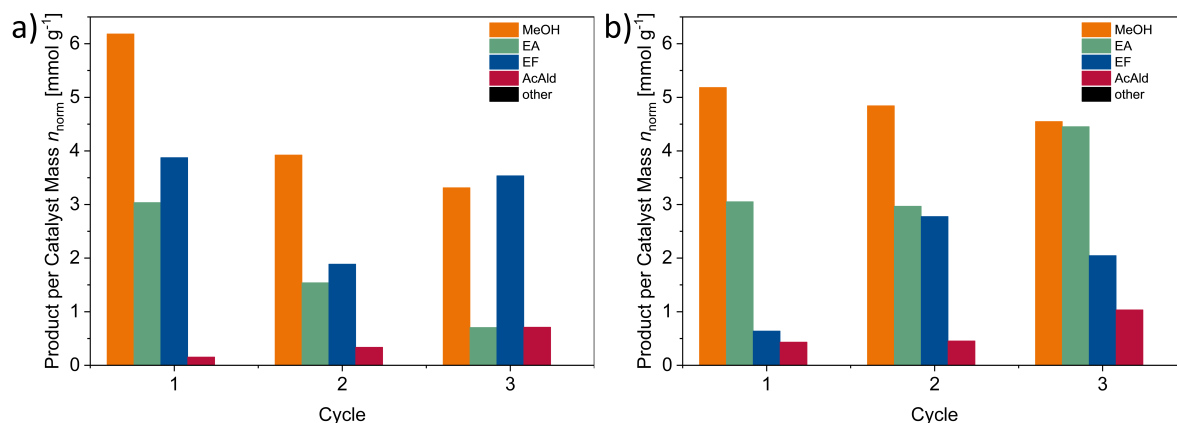 a)
Product per Catalyst Mass n_norm [mmol g⁻¹]
6
5
4
3
2
1
0
MeOH
EA
EF
AcAld
other
1 2 3
Cycle
b)
Product per Catalyst Mass n_norm [mmol g⁻¹]
6
5
4
3
2
1
0
MeOH
EA
EF
AcAld
other
1 2 3
Cycle